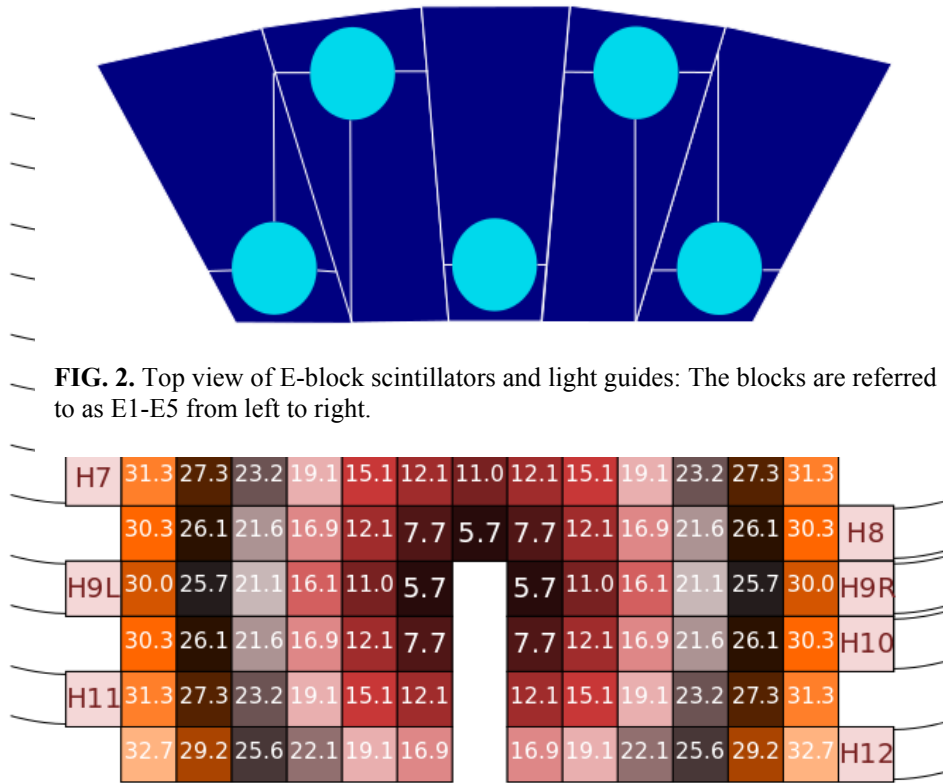 FIG. 2. Top view of E-block scintillators and light guides: The blocks are referred
to as E1-E5 from left to right.
H7 31.3 27.3 23.2 19.1 15.1 12.1 11.0 12.1 15.1 19.1 23.2 27.3 31.3
30.3 26.1 21.6 16.9 12.1 7.7 5.7 7.7 12.1 16.9 21.6 26.1 30.3 H8
H9L 30.0 25.7 21.1 16.1 11.0 5.7 5.7 11.0 16.1 21.1 25.7 30.0 H9R
30.3 26.1 21.6 16.9 12.1 7.7 7.7 12.1 16.9 21.6 26.1 30.3 H10
H11 31.3 27.3 23.2 19.1 15.1 12.1 12.1 15.1 19.1 23.2 27.3 31.3
32.7 29.2 25.6 22.1 19.1 16.9 16.9 19.1 22.1 25.6 29.2 32.7 H12